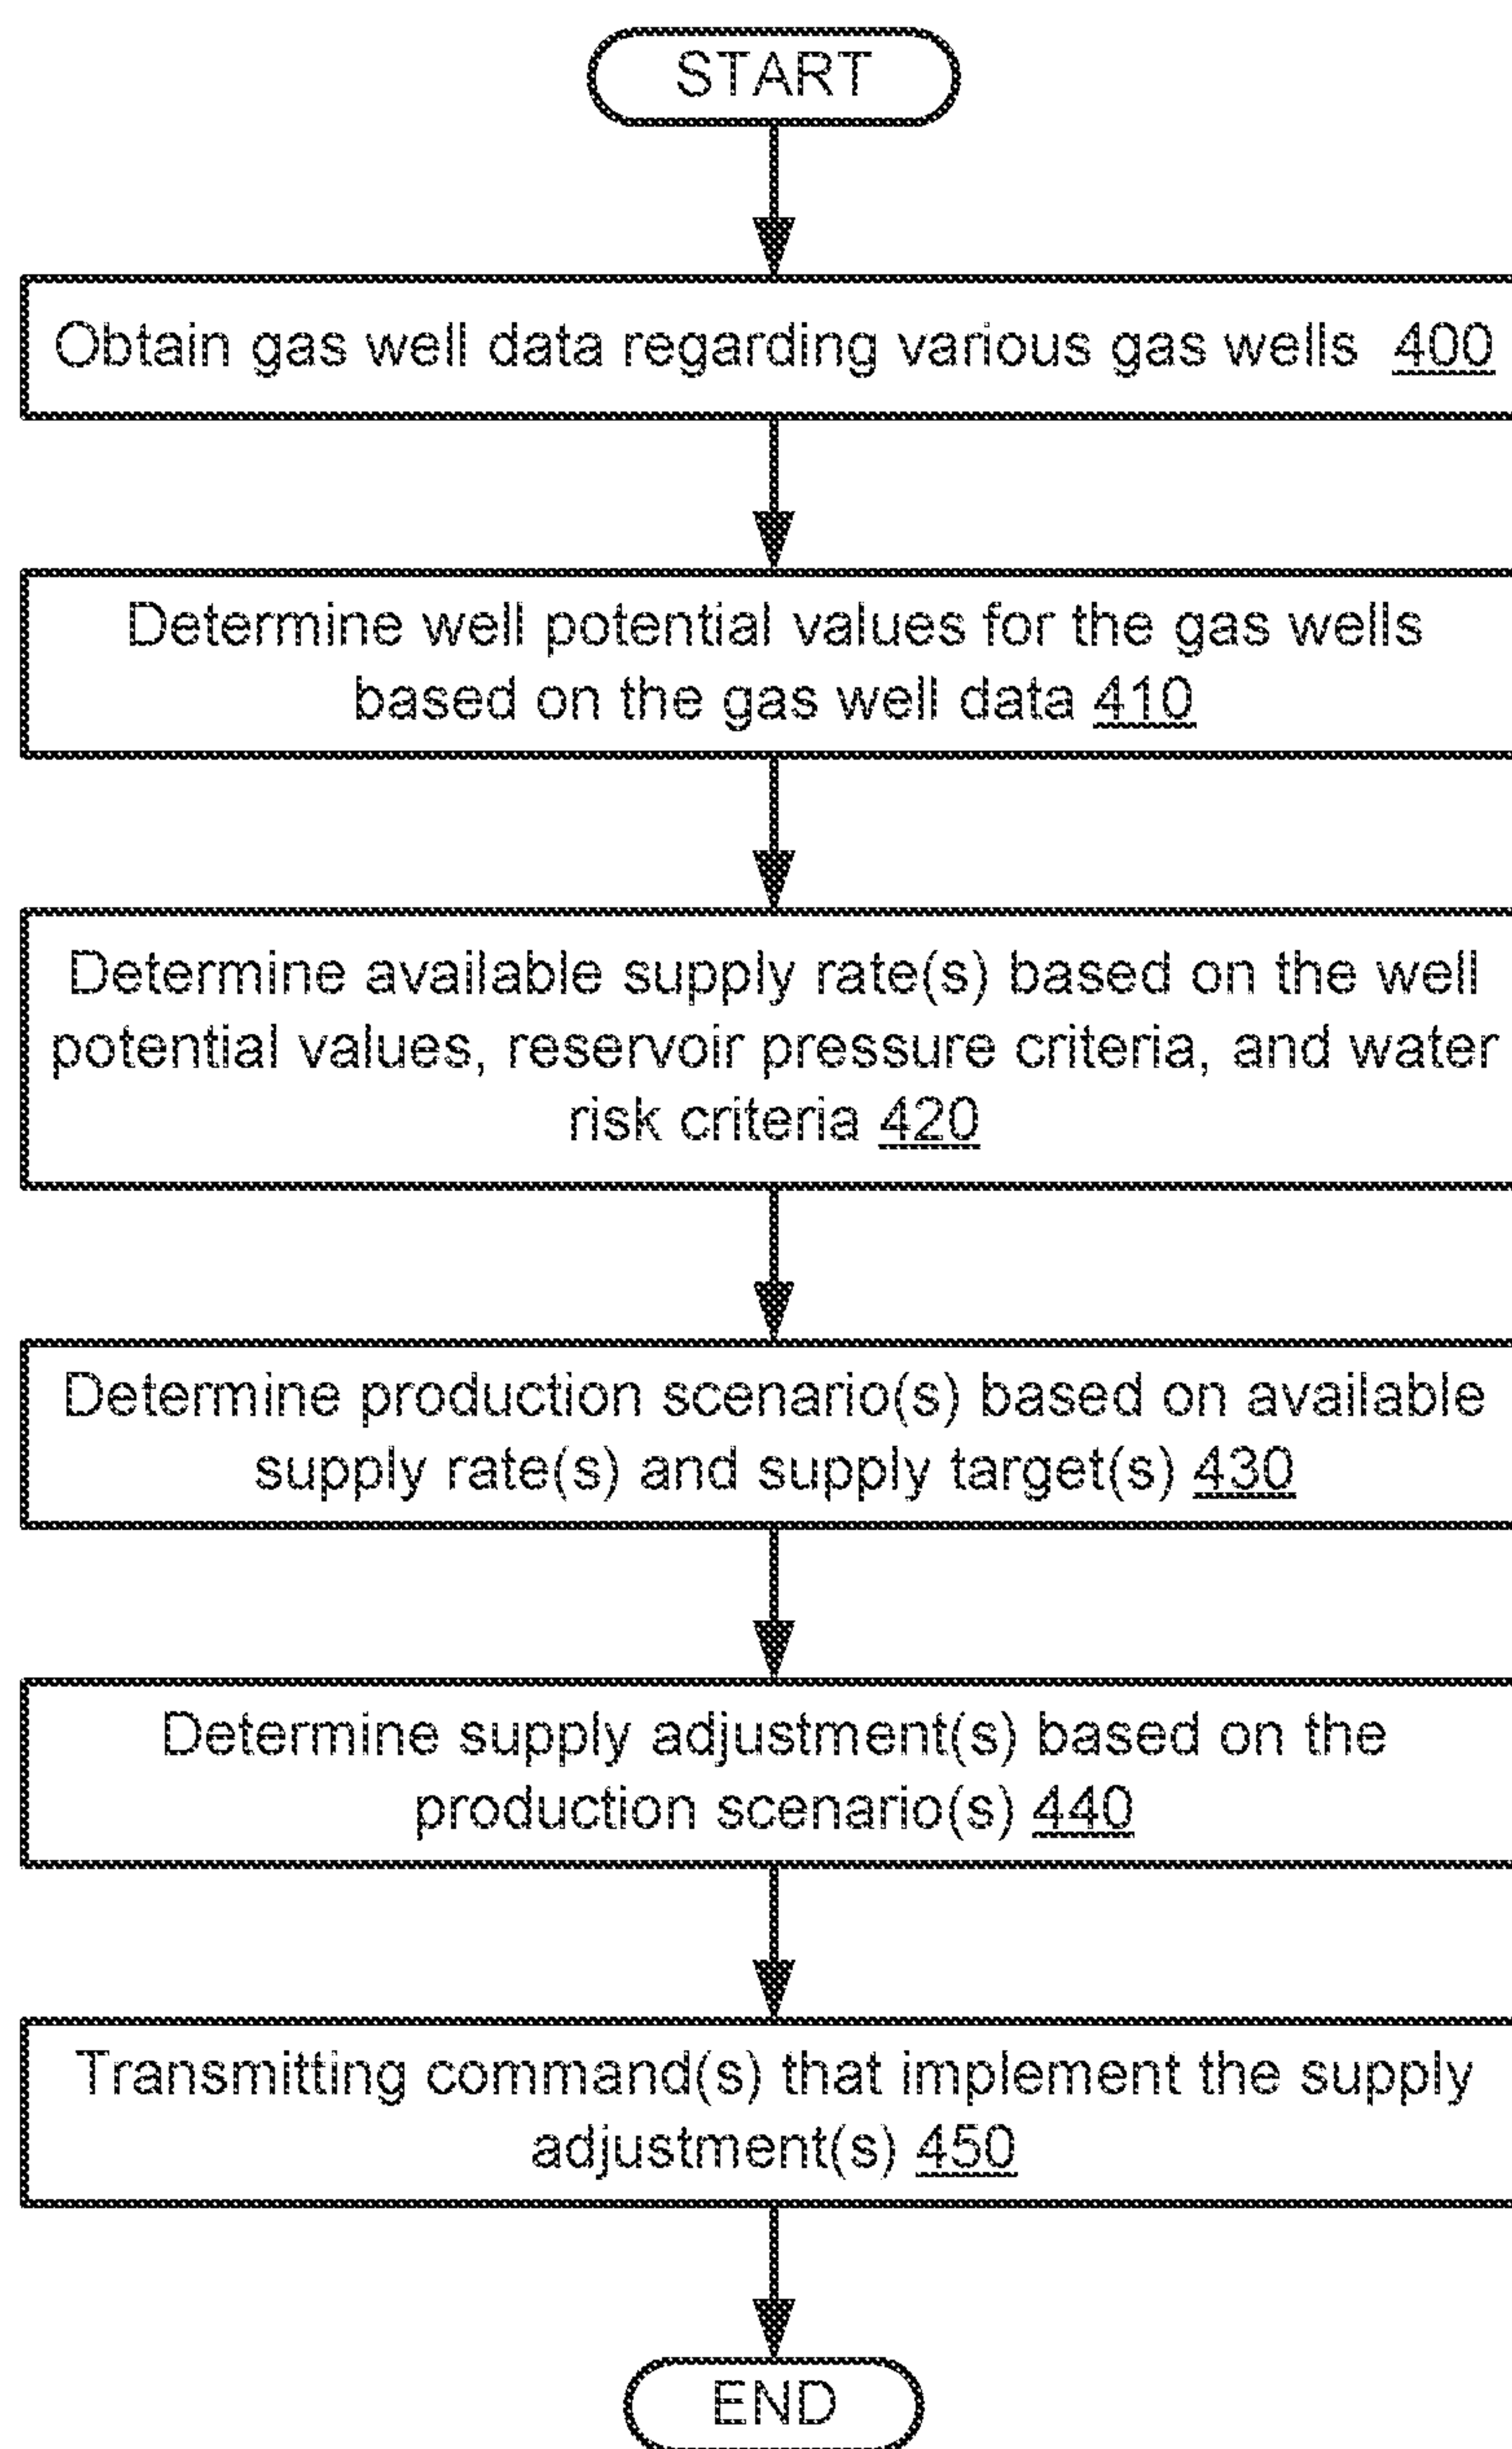 START
Obtain gas well data regarding various gas wells 400
Determine well potential values for the gas wells
based on the gas well data 410
Determine available supply rate(s) based on the well
potential values, reservoir pressure criteria, and water
risk criteria 420
Determine production scenario(s) based on available
supply rate(s) and supply target(s) 430
Determine supply adjustment(s) based on the
production scenario(s) 440
Transmitting command(s) that implement the supply
adjustment(s) 450
END